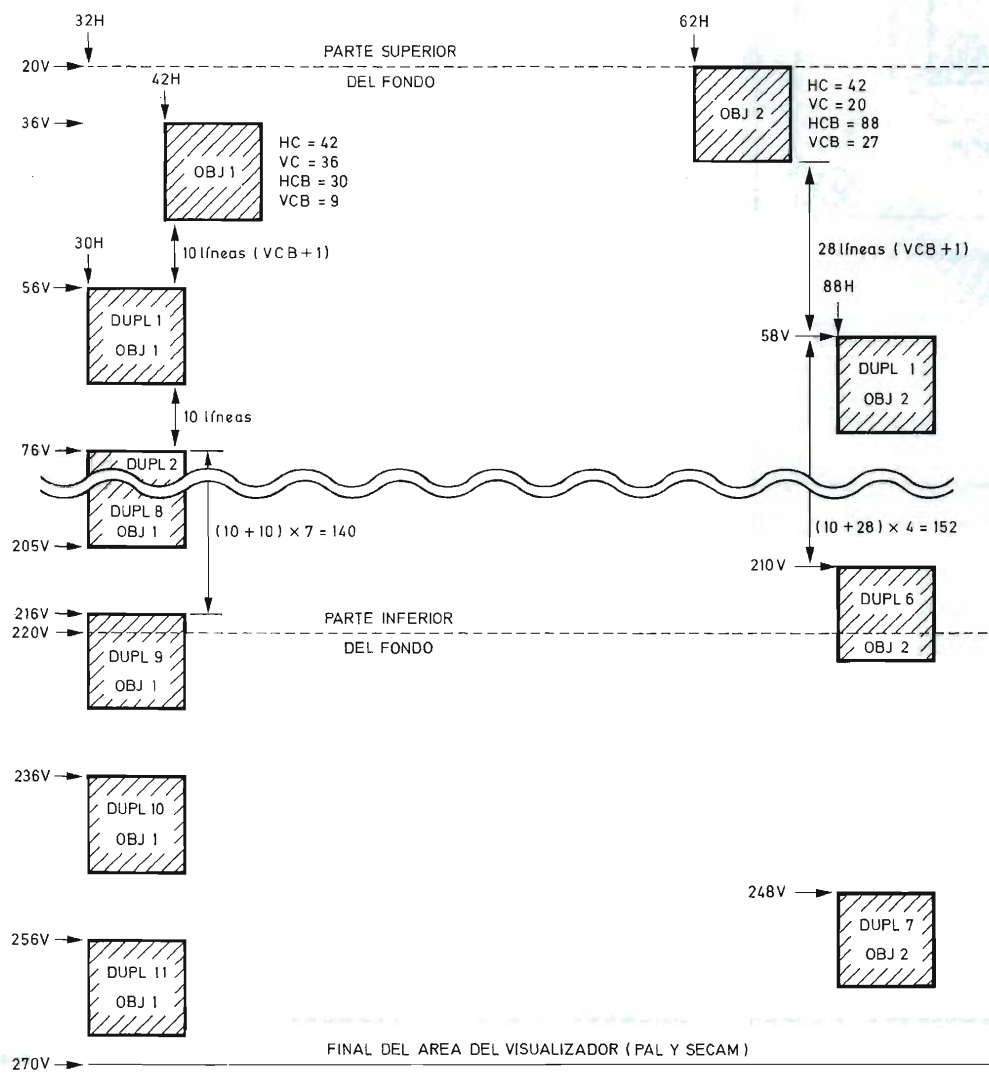 32H
62H
PARTE SUPERIOR
20V
DEL FONDO
42H
HC = 42
VC = 20
HCB = 88
VCB = 27
OBJ 2
36V
HC = 42
VC = 36
HCB = 30
VCB = 9
OBJ 1
30H
10 líneas (VCB+1)
28 líneas (VCB+1)
88H
56V
DUPL 1
OBJ 1
58V
DUPL 1
OBJ 2
10 líneas
76V
DUPL 2
DUPL 8
OBJ 1
(10 + 10) × 7 = 140
(10 + 28) × 4 = 152
205V
210V
DUPL 6
OBJ 2
216V
PARTE INFERIOR
220V
DEL FONDO
DUPL 9
OBJ 1
236V
DUPL 10
OBJ 1
248V
DUPL 7
OBJ 2
256V
DUPL 11
OBJ 1
FINAL DEL AREA DEL VISUALIZADOR (PAL Y SECAM)
270V